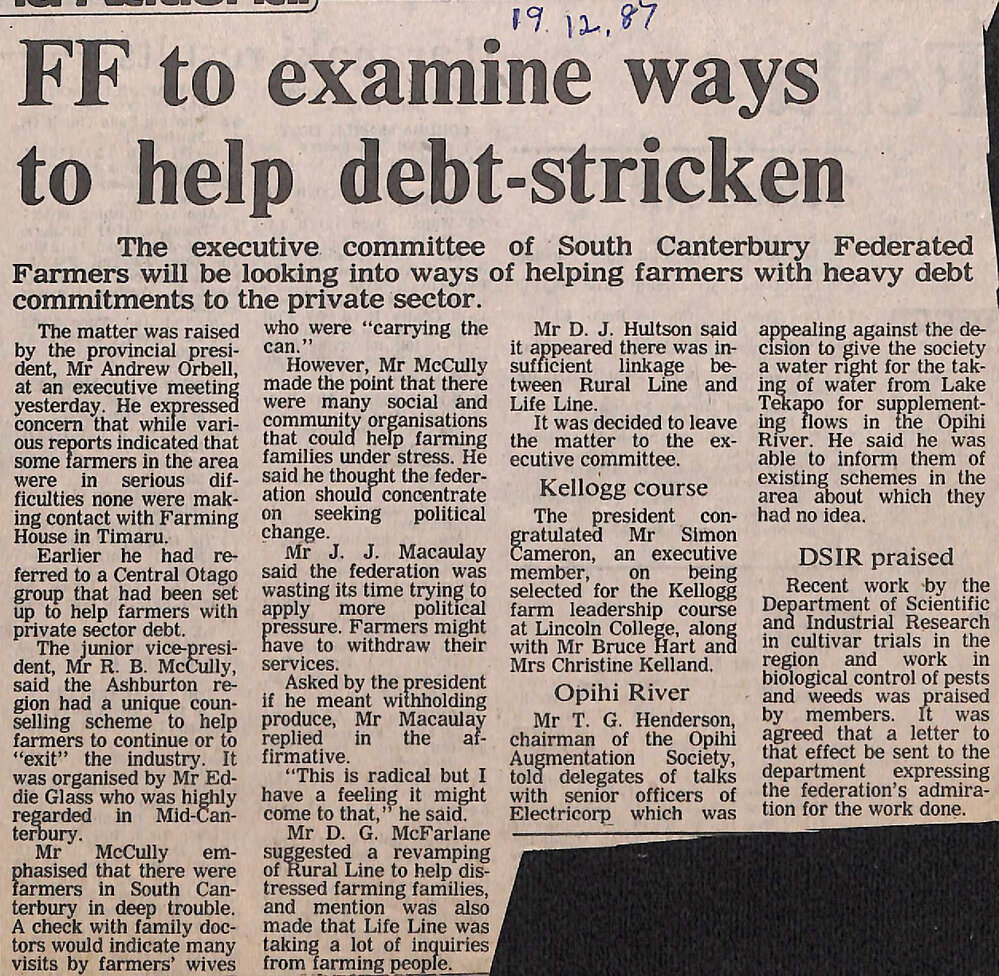 19.12.87
FF to examine ways
to help debt-stricken
The executive committee of South Canterbury Federated
Farmers will be looking into ways of helping farmers with heavy debt
commitments to the private sector.
The matter was raised
by the provincial presi-
dent, Mr Andrew Orbell,
at an executive meeting
yesterday. He expressed
concern that while vari-
ous reports indicated that
some farmers in the area
were in serious dif-
ficulties none were mak-
ing contact with Farming
House in Timaru.
Earlier he had re-
ferred to a Central Otago
group that had been set
up to help farmers with
private sector debt.
The junior vice-presi-
dent, Mr R. B. McCully,
said the Ashburton re-
gion had a unique coun-
selling scheme to help
farmers to continue or to
"exit" the industry. It
was organised by Mr Ed-
die Glass who was highly
regarded in Mid-Can-
terbury.
Mr McCully em-
phasised that there were
farmers in South Can-
terbury in deep trouble.
A check with family doc-
tors would indicate many
visits by farmers' wives
who were "carrying the
can."
However, Mr McCully
made the point that there
were many social and
community organisations
that could help farming
families under stress. He
said he thought the feder-
ation should concentrate
on seeking political
change.
Mr J. J. Macaulay
said the federation was
wasting its time trying to
apply more political
pressure. Farmers might
have to withdraw their
services.
Asked by the president
if he meant withholding
produce, Mr Macaulay
replied in the af-
firmative.
"This is radical but I
have a feeling it might
come to that," he said.
Mr D. G. McFarlane
suggested a revamping
of Rural Line to help dis-
tressed farming families,
and mention was also
made that Life Line was
taking a lot of inquiries
from farming people.
Mr D. J. Hultson said
it appeared there was in-
sufficient linkage be-
tween Rural Line and
Life Line.
It was decided to leave
the matter to the ex-
ecutive committee.
Kellogg course
The president con-
gratulated Mr Simon
Cameron, an executive
member, on being
selected for the Kellogg
farm leadership course
at Lincoln College, along
with Mr Bruce Hart and
Mrs Christine Kelland.
Opihi River
Mr T. G. Henderson,
chairman of the Opihi
Augmentation Society,
told delegates of talks
with senior officers of
Electricorp which was
appealing against the de-
cision to give the society
a water right for the tak-
ing of water from Lake
Tekapo for supplement-
ing flows in the Opihi
River. He said he was
able to inform them of
existing schemes in the
area about which they
had no idea.
DSIR praised
Recent work by the
Department of Scientific
and Industrial Research
in cultivar trials in the
region and work in
biological control of pests
and weeds was praised
by members. It was
agreed that a letter to
that effect be sent to the
department expressing
the federation's admira-
tion for the work done.